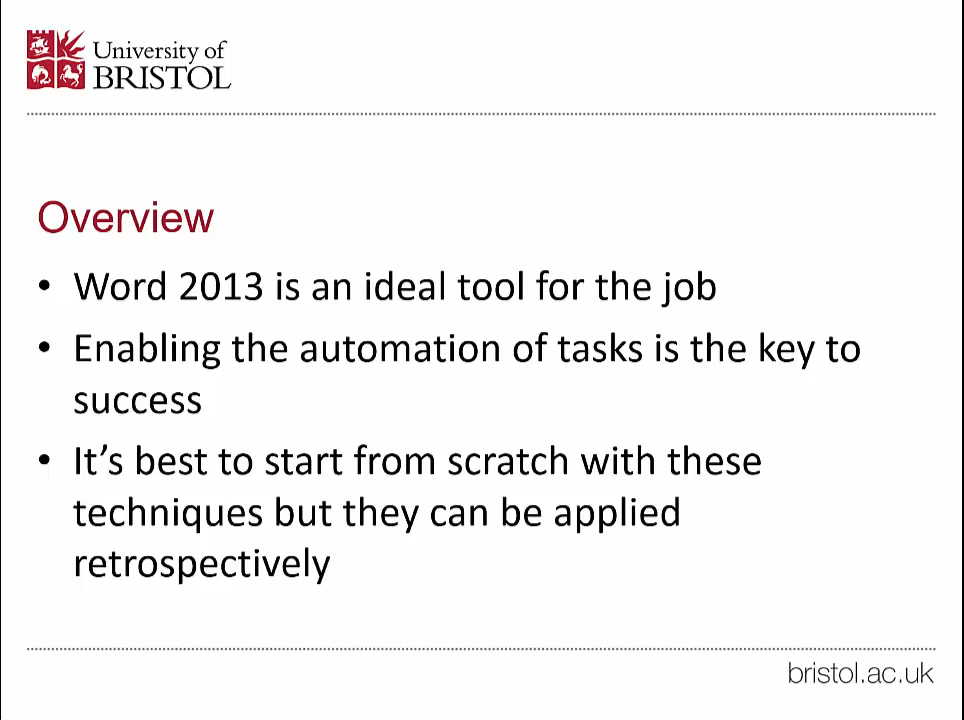 University of
BRISTOL
Overview
• Word 2013 is an ideal tool for the job
• Enabling the automation of tasks is the key to
success
• It’s best to start from scratch with these
techniques but they can be applied
retrospectively
bristol.ac.uk